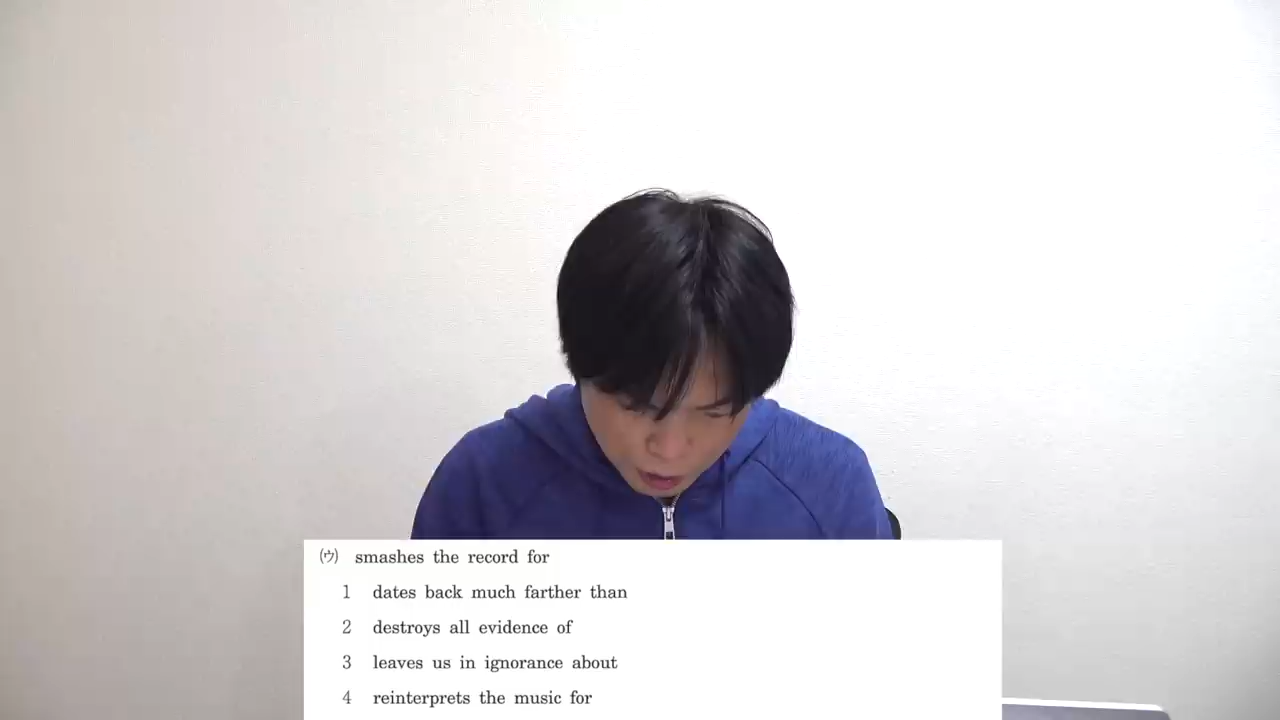 (ウ) smashes the record for
1 dates back much farther than
2 destroys all evidence of
3 leaves us in ignorance about
4 reinterprets the music for